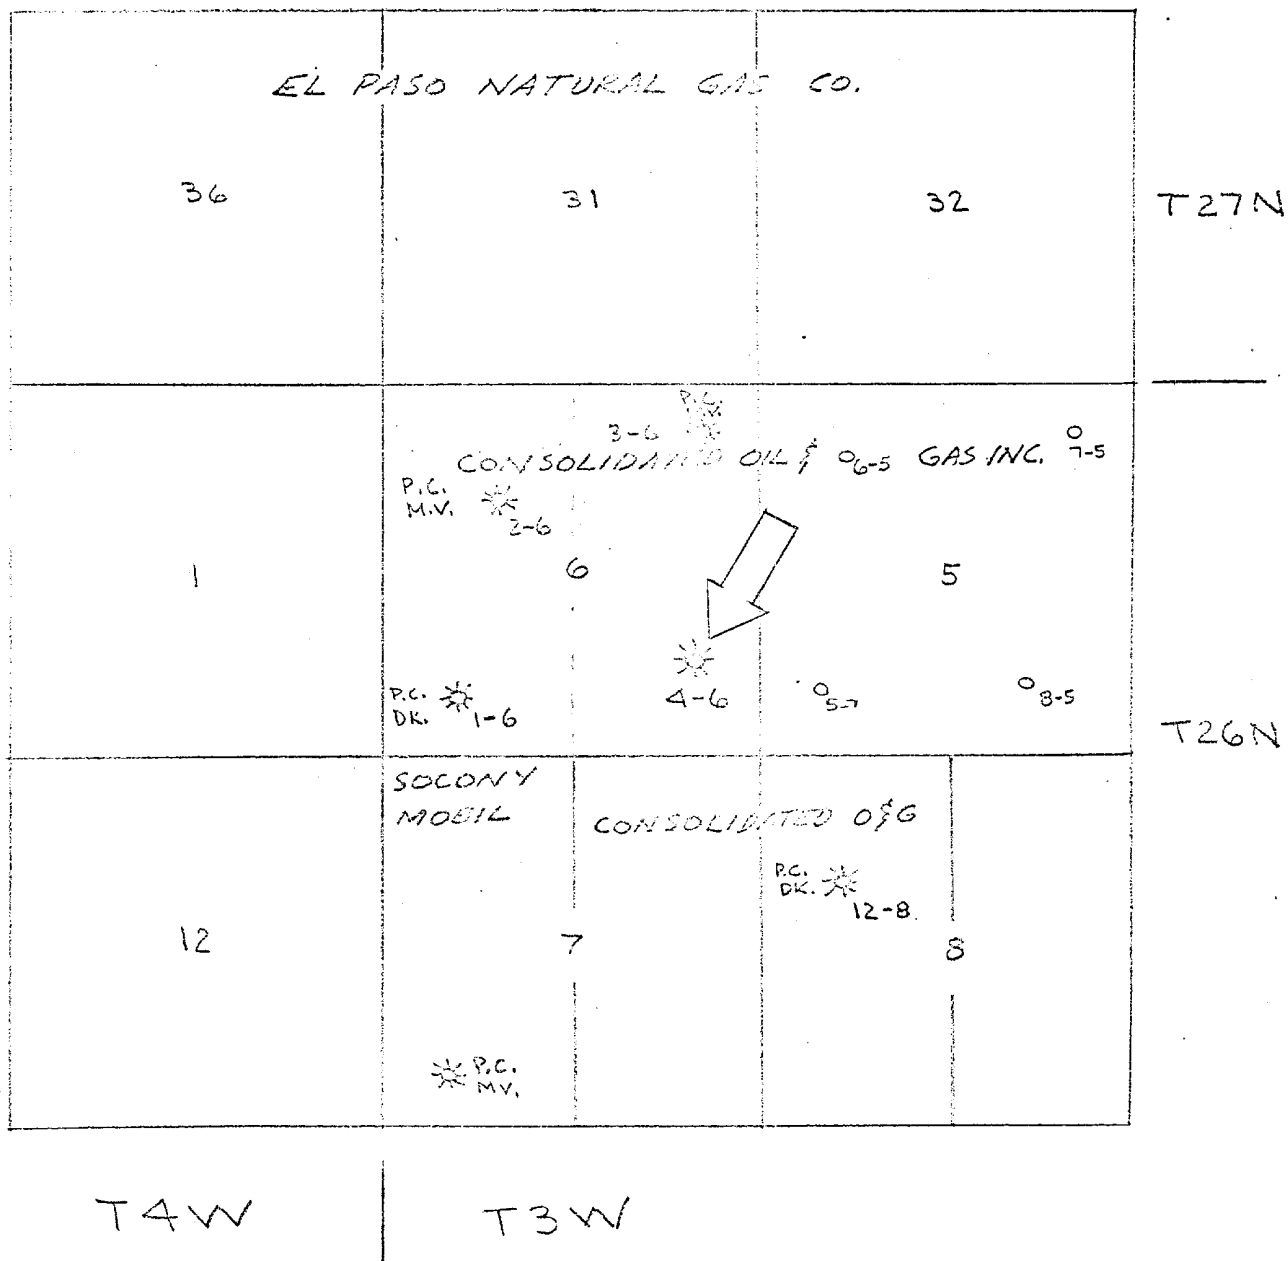 EL PASO NATURAL GAS CO.
36 31 32
T27N
P.C.
3-6
CONSOLIDATED OIL & 6-5 GAS INC. 7-5
P.C.
M.V.
2-6
1 6 5
4-6
P.C.
DK. 1-6
5-7
8-5
T26N
SOCONY
MOBIL
CONSOLIDATED O&G
P.C.
DK.
12-8
12 7 8
P.C.
M.V.
T4W T3W